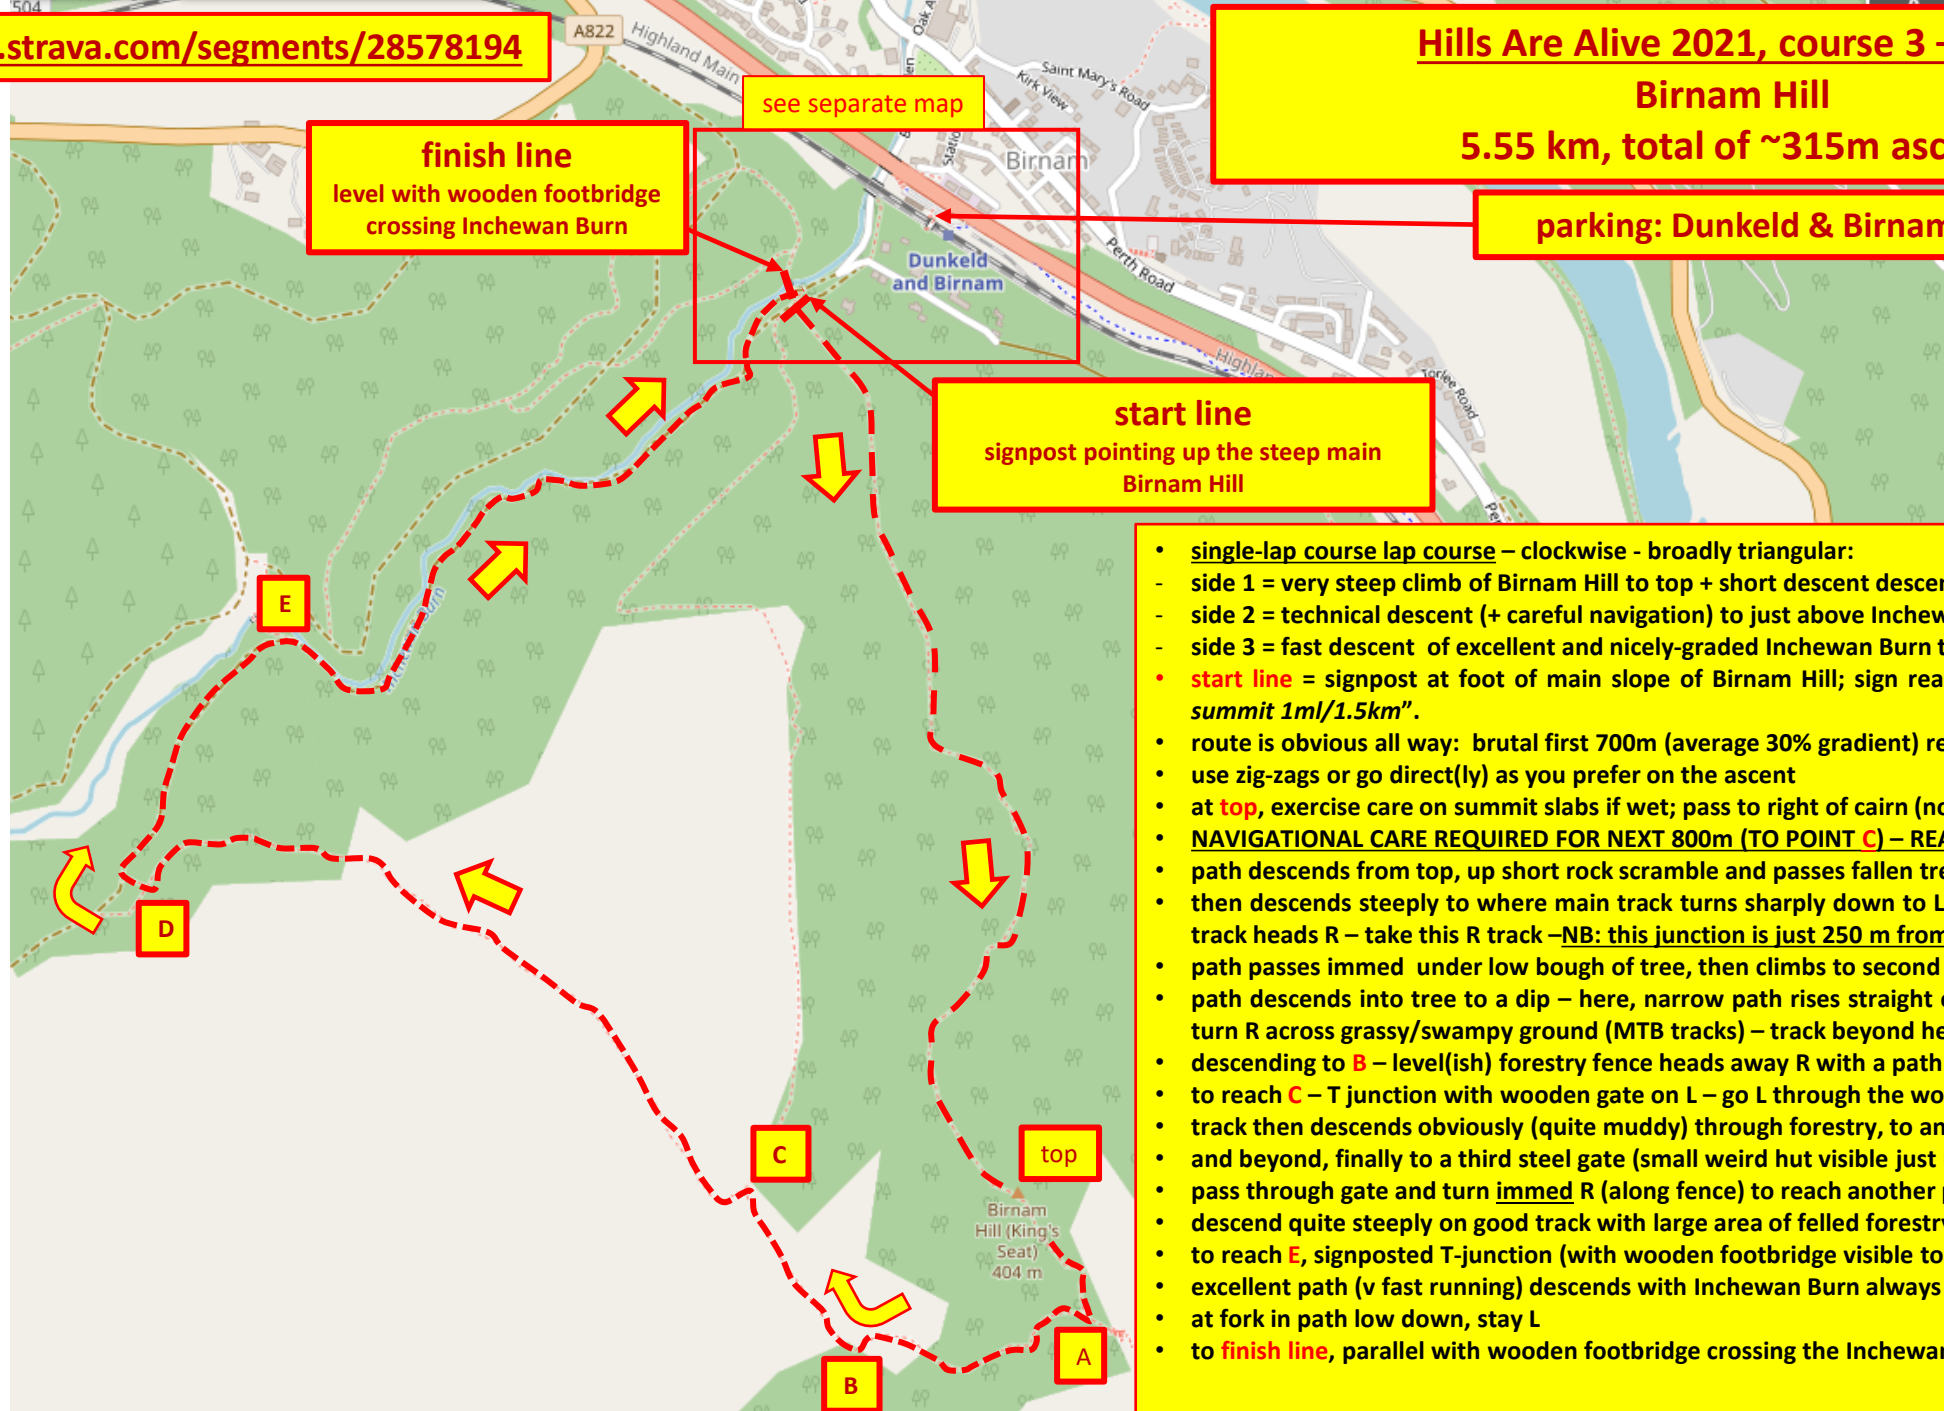 504
.strava.com/segments/28578194
A822
Highland Main
Oak
Saint Mary's Road
Kirk View
see separate map
Birnam
finish line
level with wooden footbridge
crossing Inchewan Burn
Hills Are Alive 2021, course 3 -
Birnam Hill
5.55 km, total of ~315m asc
parking: Dunkeld & Birnam
Dunkeld
and Birnam
Perth Road
start line
signpost pointing up the steep main
Birnam Hill
E
D
C
top
Birnam
Hill (King's
Seat)
404 m
A
B
• single-lap course lap course – clockwise - broadly triangular:
- side 1 = very steep climb of Birnam Hill to top + short descent descen
- side 2 = technical descent (+ careful navigation) to just above Inchew
- side 3 = fast descent of excellent and nicely-graded Inchewan Burn t
• start line = signpost at foot of main slope of Birnam Hill; sign rea
summit 1ml/1.5km”.
• route is obvious all way: brutal first 700m (average 30% gradient) re
• use zig-zags or go direct(ly) as you prefer on the ascent
• at top, exercise care on summit slabs if wet; pass to right of cairn (no
• NAVIGATIONAL CARE REQUIRED FOR NEXT 800m (TO POINT C) – REA
• path descends from top, up short rock scramble and passes fallen tre
• then descends steeply to where main track turns sharply down to L
track heads R – take this R track –NB: this junction is just 250 m from
• path passes immed under low bough of tree, then climbs to second
• path descends into tree to a dip – here, narrow path rises straight
turn R across grassy/swampy ground (MTB tracks) – track beyond he
• descending to B – level(ish) forestry fence heads away R with a path
• to reach C – T junction with wooden gate on L – go L through the wo
• track then descends obviously (quite muddy) through forestry, to an
• and beyond, finally to a third steel gate (small weird hut visible just
• pass through gate and turn immed R (along fence) to reach another
• descend quite steeply on good track with large area of felled forestry
• to reach E, signposted T-junction (with wooden footbridge visible to
• excellent path (v fast running) descends with Inchewan Burn always
• at fork in path low down, stay L
• to finish line, parallel with wooden footbridge crossing the Inchewan